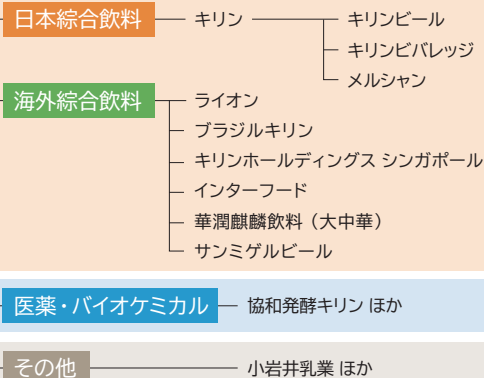 日本綜合飲料 キリン キリンビール
キリンビバレッジ
メルシャン
海外綜合飲料 ライオン
ブラジルキリン
キリンホールディングス シンガポール
インターフード
華潤麒麟飲料（大中華）
サンミゲルビール
医薬・バイオケミカル 協和発酵キリン ほか
その他 小岩井乳業 ほか